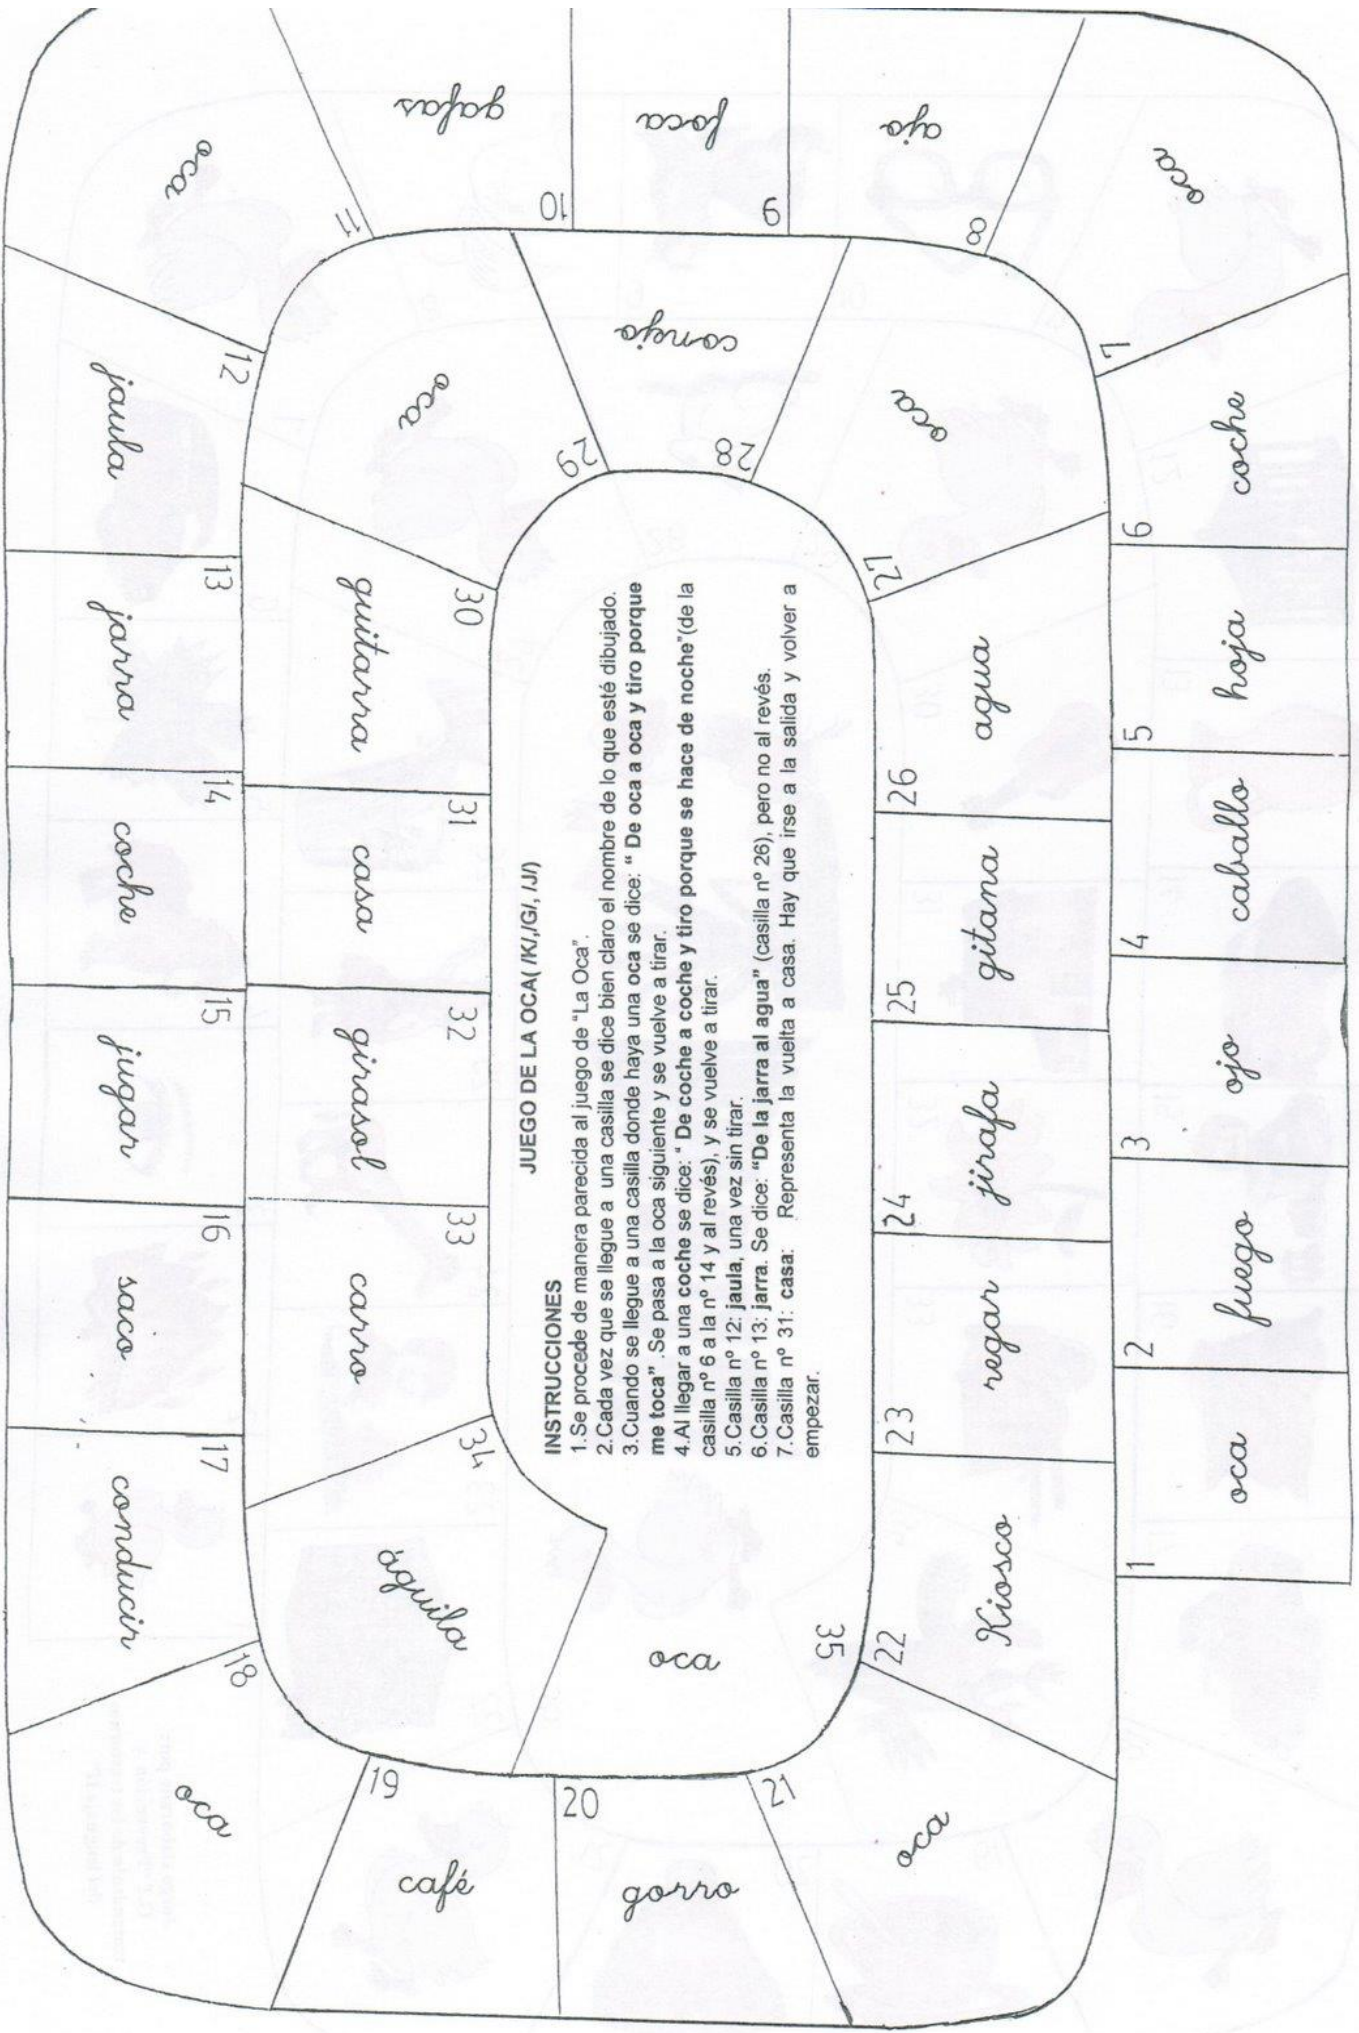 1
oca
2
fuego
3
ojo
4
caballo
5
hoja
6
coche
7
oca
8
ajo
9
foca
10
gafas
11
oca
12
jaula
13
jarra
14
coche
15
jugar
16
saco
17
conducir
18
oca
19
café
20
gorro
21
oca
22
Kiosco
23
regar
24
jirafa
25
gitana
26
agua
27
oca
28
conejo
29
oca
30
guitarra
31
casa
32
girasol
33
carro
34
águila
35
oca
JUEGO DE LA OCA( /K/,/G/, /J/)
INSTRUCCIONES
1.Se procede de manera parecida al juego de "La Oca".
2.Cada vez que se llegue a una casilla se dice bien claro el nombre de lo que esté dibujado.
3.Cuando se llegue a una casilla donde haya una oca se dice: " De oca a oca y tiro porque
me toca" .Se pasa a la oca siguiente y se vuelve a tirar.
4.Al llegar a una coche se dice: " De coche a coche y tiro porque se hace de noche"(de la
casilla nº 6 a la nº 14 y al revés), y se vuelve a tirar.
5.Casilla nº 12: jaula, una vez sin tirar.
6.Casilla nº 13: jarra. Se dice: "De la jarra al agua" (casilla nº 26), pero no al revés.
7.Casilla nº 31: casa: Representa la vuelta a casa. Hay que irse a la salida y volver a
empezar.